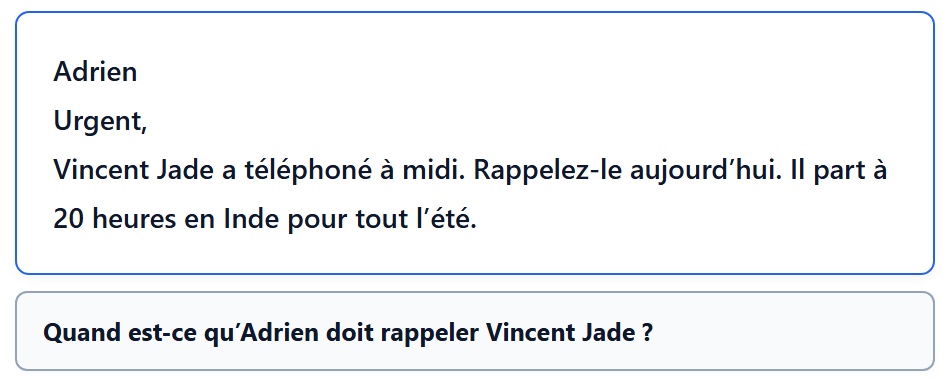 Adrien
Urgent,
Vincent Jade a téléphoné à midi. Rappelez-le aujourd’hui. Il part à
20 heures en Inde pour tout l’été.
Quand est-ce qu’Adrien doit rappeler Vincent Jade ?